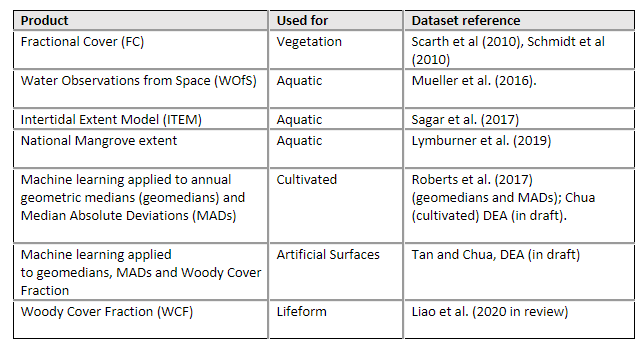 Product Used for Dataset reference
Fractional Cover (FC) Vegetation Scarth et al (2010), Schmidt et al
(2010)
Water Observations from Space (WOfS) Aquatic Mueller et al. (2016).
Intertidal Extent Model (ITEM) Aquatic Sagar et al. (2017)
National Mangrove extent Aquatic Lymburner et al. (2019)
Machine learning applied to annual Cultivated Roberts et al. (2017)
geometric medians (geomedians) and (geomedians and MADs); Chua
Median Absolute Deviations (MADs) (cultivated) DEA (in draft).
Machine learning applied Artificial Surfaces Tan and Chua, DEA (in draft)
to geomedians, MADs and Woody Cover
Fraction
Woody Cover Fraction (WCF) Lifeform Liao et al. (2020 in review)